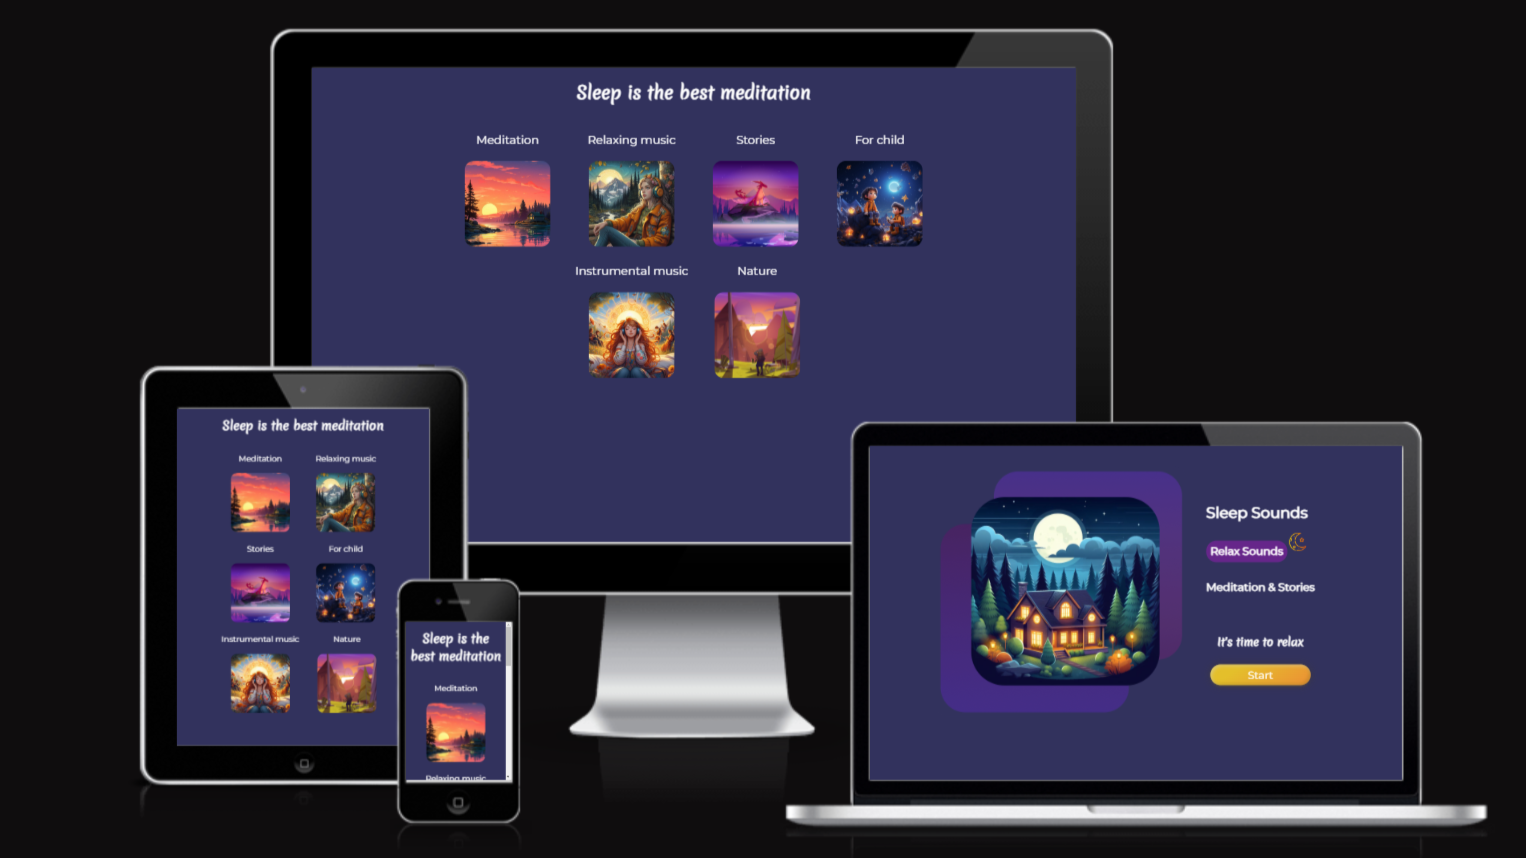 Sleep is the best meditation
Meditation
Relaxing music
Stories
For child
Instrumental music
Nature
Sleep is the best meditation
Meditation
Relaxing music
Stories
For child
Instrumental music
Nature
Sleep is the
best meditation
Meditation
Relaxing music
Sleep Sounds
Relax Sounds
Meditation & Stories
It's time to relax
Start